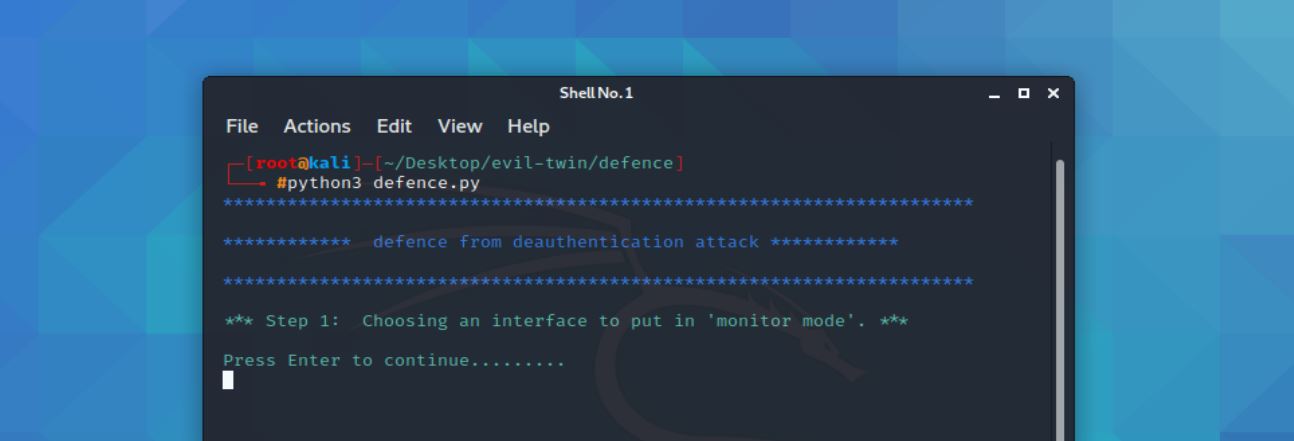 Shell No. 1
File Actions Edit View Help
┌─[root@kali]─[~/Desktop/evil-twin/defence]
└──╼ #python3 defence.py
**********************************************************************
************  defence from deauthentication attack ************
**********************************************************************
*** Step 1:  Choosing an interface to put in 'monitor mode'. ***
Press Enter to continue.........